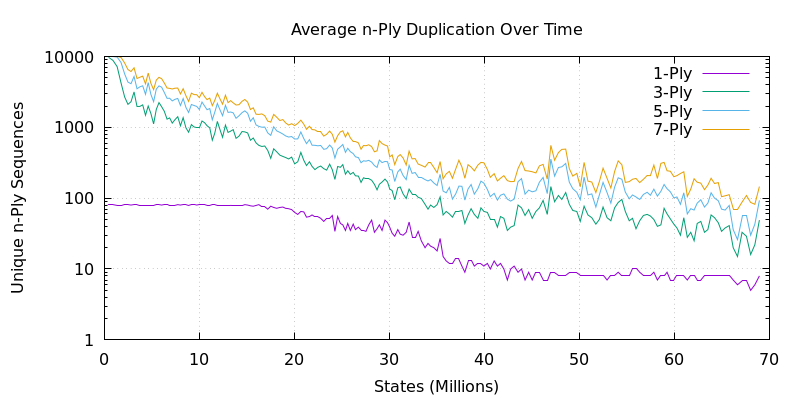 Average n-Ply Duplication Over Time
Unique n-Ply Sequences
10000
1000
100
10
1
1-Ply
3-Ply
5-Ply
7-Ply
0 10 20 30 40 50 60 70
States (Millions)